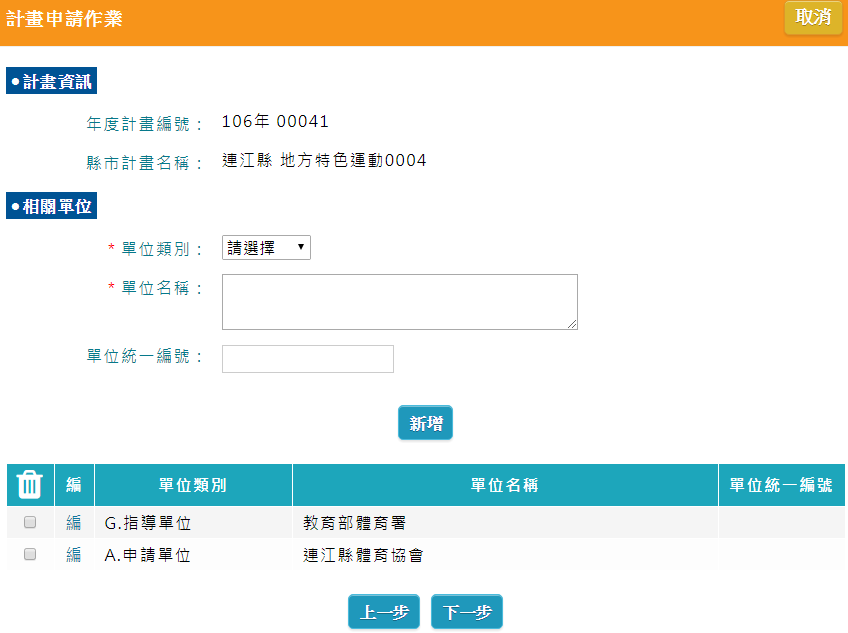 計畫申請作業 取消
●計畫資訊
年度計畫編號： 106年 00041
縣市計畫名稱： 連江縣 地方特色運動0004
●相關單位
* 單位類別： 請選擇
* 單位名稱：
單位統一編號：
新增
編 單位類別 單位名稱 單位統一編號
編 G.指導單位 教育部體育署
編 A.申請單位 連江縣體育協會
上一步 下一步